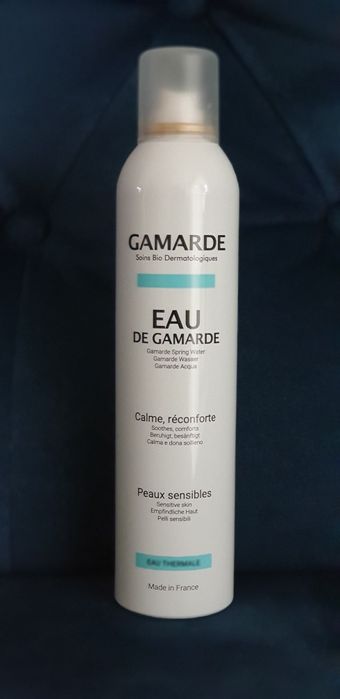 GAMARDE
Soins Bio Dermatologiques
EAU
DE GAMARDE
Gamarde Spring Water
Gamarde Wasser
Gamarde Acqua
Calme, réconforte
Soothes, comforts
Beruhigt, besänftigt
Calma e dona sollievo
Peaux sensibles
Sensitive skin
Empfindliche Haut
Pelli sensibili
EAU THERMALE
Made in France